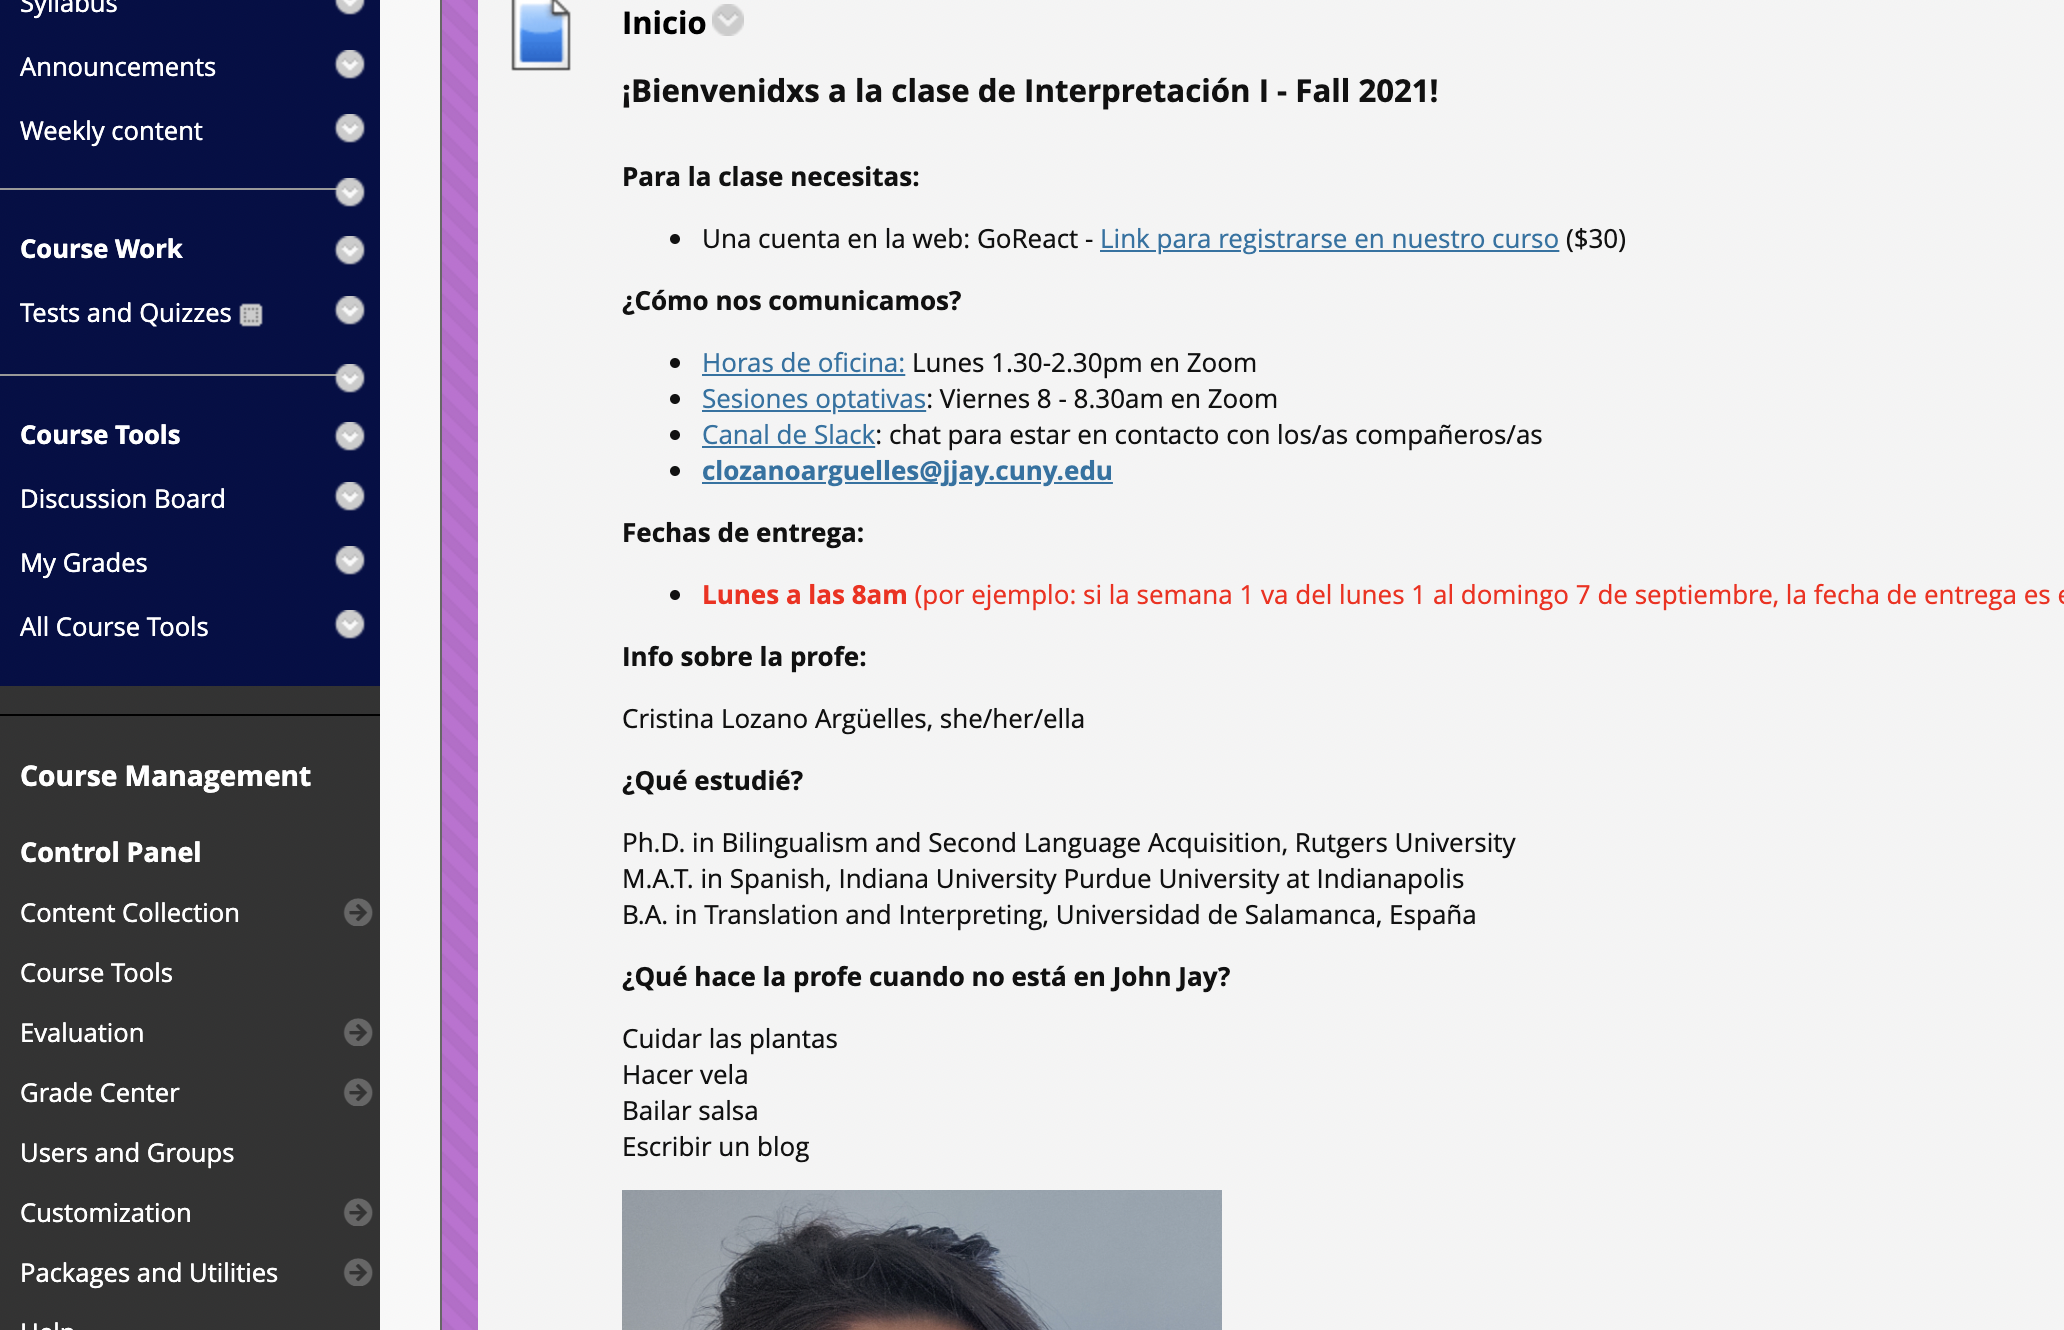 Syllabus
Announcements
Weekly content
Course Work
Tests and Quizzes
Course Tools
Discussion Board
My Grades
All Course Tools
Course Management
Control Panel
Content Collection
Course Tools
Evaluation
Grade Center
Users and Groups
Customization
Packages and Utilities
Help
Inicio
¡Bienvenidxs a la clase de Interpretación I - Fall 2021!
Para la clase necesitas:
Una cuenta en la web: GoReact - Link para registrarse en nuestro curso ($30)
¿Cómo nos comunicamos?
Horas de oficina: Lunes 1.30-2.30pm en Zoom
Sesiones optativas: Viernes 8 - 8.30am en Zoom
Canal de Slack: chat para estar en contacto con los/as compañeros/as
clozanoarguelles@jjay.cuny.edu
Fechas de entrega:
Lunes a las 8am (por ejemplo: si la semana 1 va del lunes 1 al domingo 7 de septiembre, la fecha de entrega es
Info sobre la profe:
Cristina Lozano Argüelles, she/her/ella
¿Qué estudié?
Ph.D. in Bilingualism and Second Language Acquisition, Rutgers University
M.A.T. in Spanish, Indiana University Purdue University at Indianapolis
B.A. in Translation and Interpreting, Universidad de Salamanca, España
¿Qué hace la profe cuando no está en John Jay?
Cuidar las plantas
Hacer vela
Bailar salsa
Escribir un blog